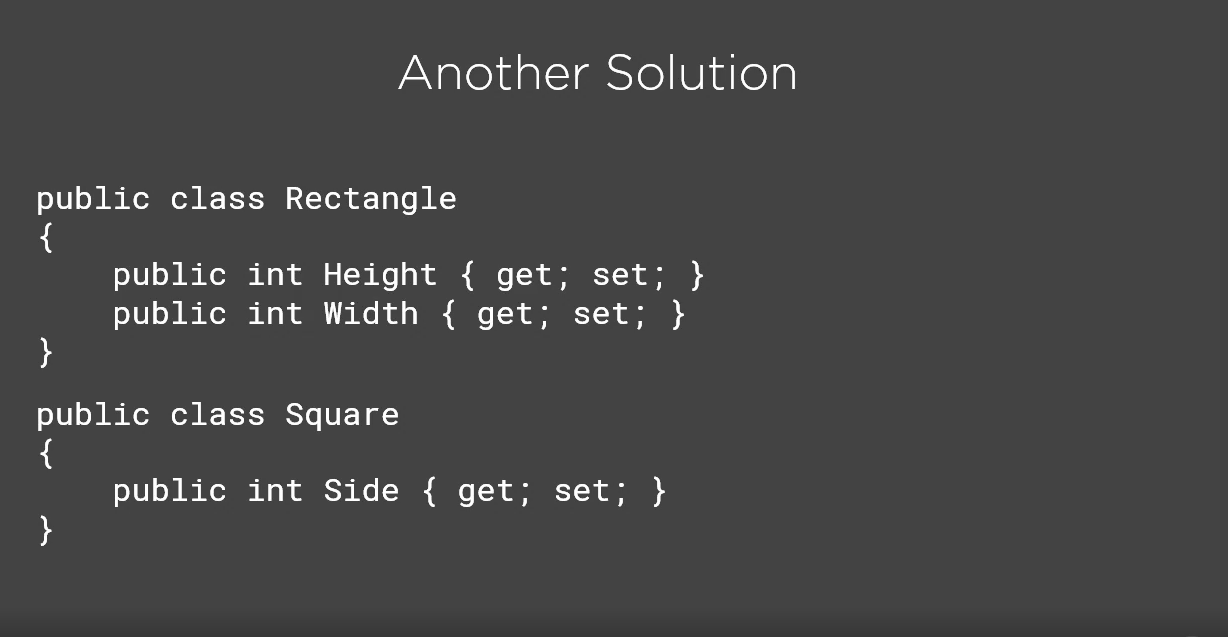 Another Solution
public class Rectangle
{
    public int Height { get; set; }
    public int Width { get; set; }
}
public class Square
{
    public int Side { get; set; }
}